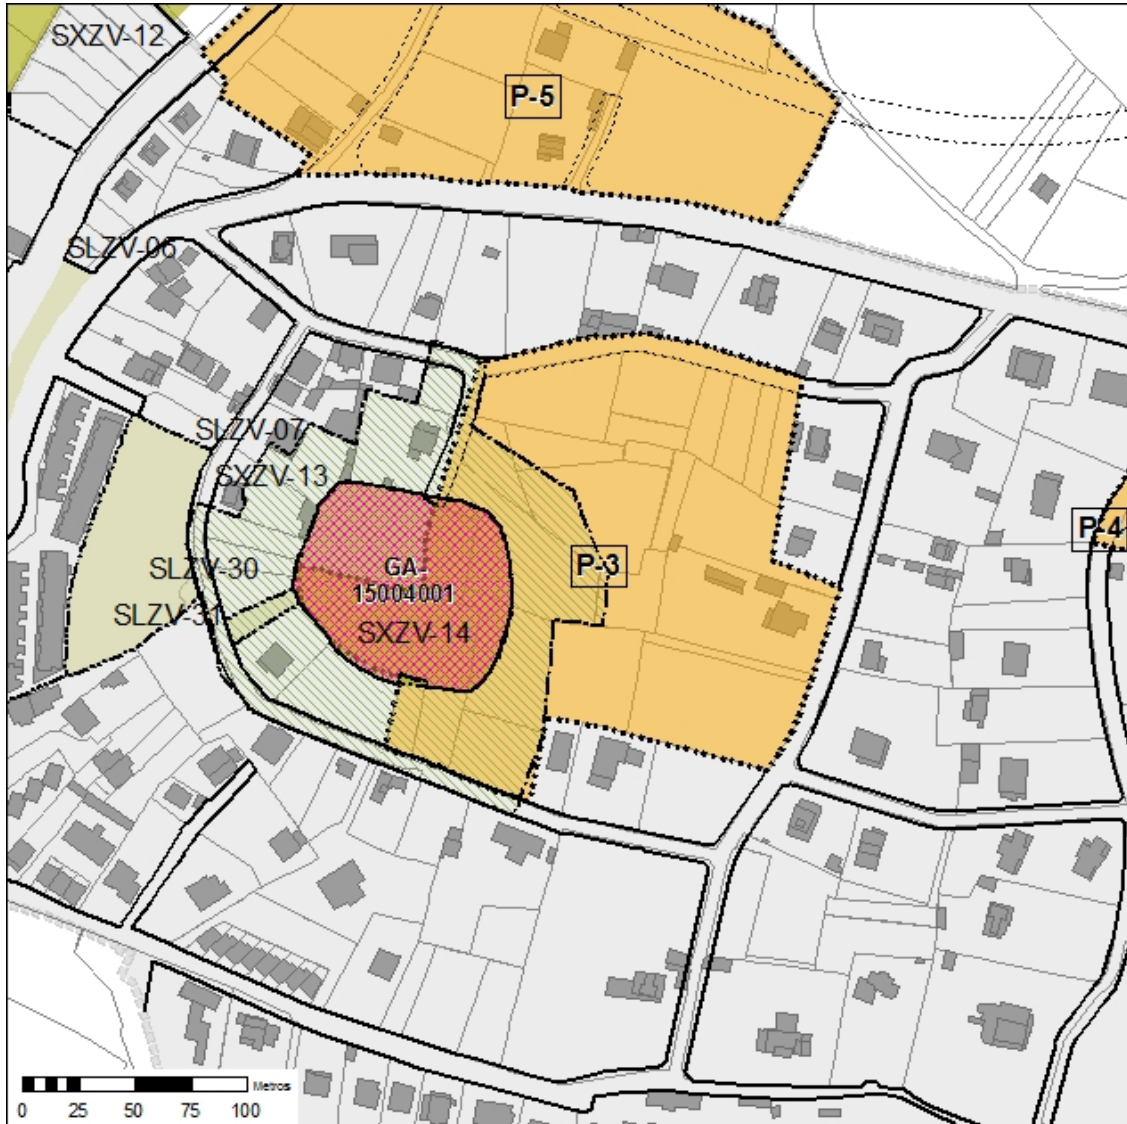 SXZV-12
P-5
SLZV-06
SLZV-07
SXZV-13
P-4
SLZV-30
GA-
15004001
P-3
SLZV-31
SXZV-14
Metros
0 25 50 75 100